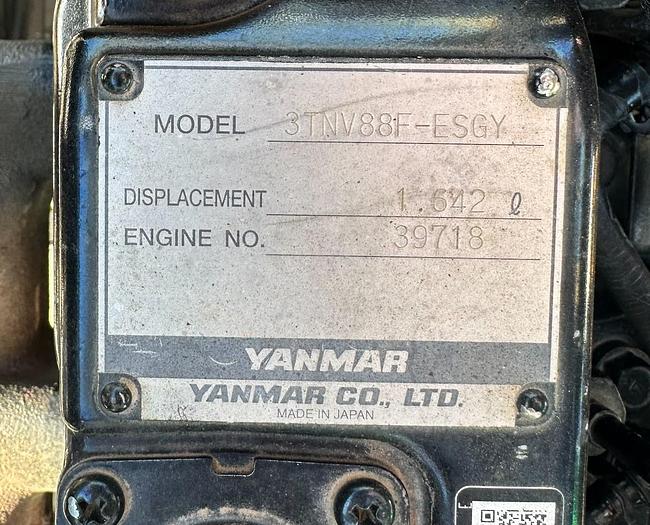 MODEL 3TNV88F-ESGY
DISPLACEMENT 1.642 ℓ
ENGINE NO. 39718
YANMAR
YANMAR CO., LTD.
MADE IN JAPAN